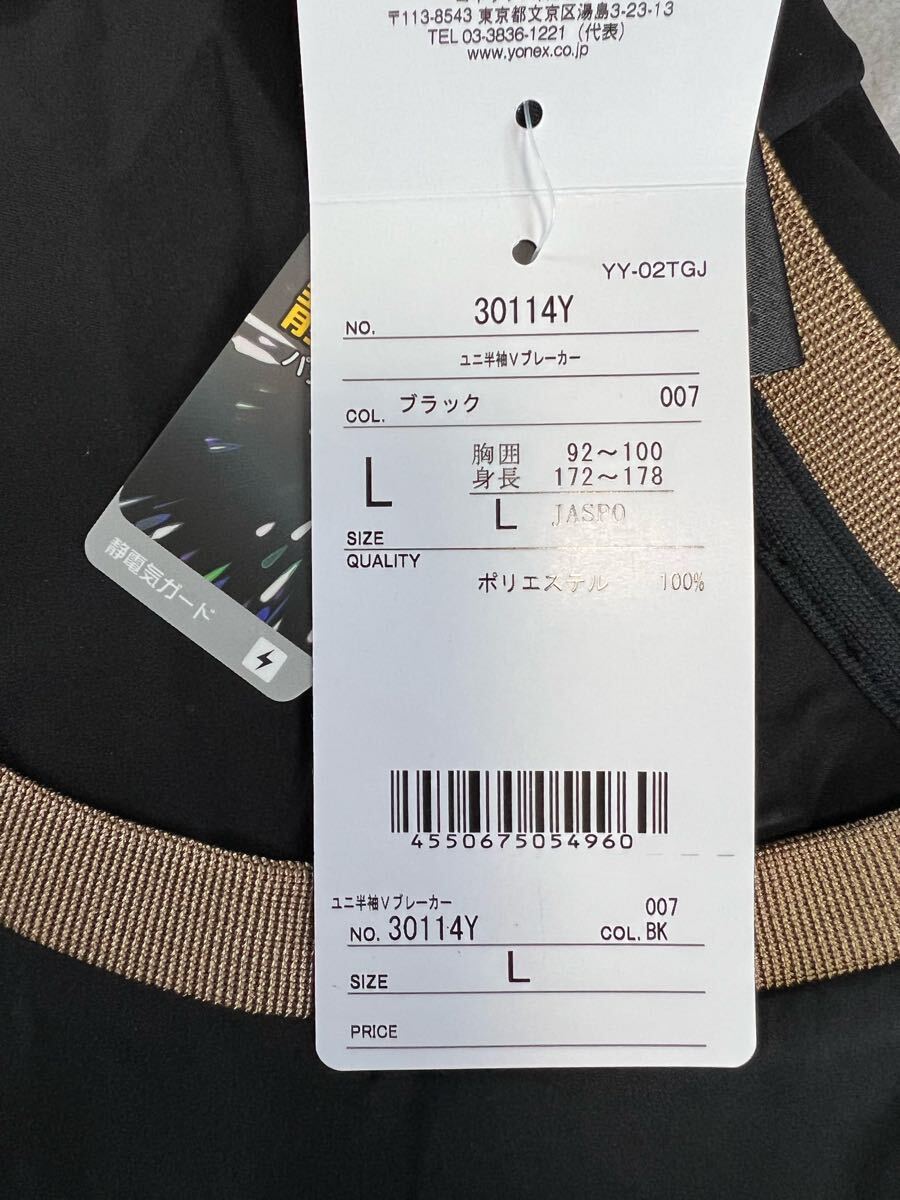 〒113-8543 東京都文京区湯島3-23-13
TEL 03-3836-1221 (代表)
www.yonex.co.jp
YY-02TGJ
NO. 30114Y
ユニ半袖Vブレーカー
COL. ブラック 007
L 胸囲 92～100
身長 172～178
L JASPO
SIZE
QUALITY
ポリエステル 100%
4550675054960
ユニ半袖Vブレーカー 007
NO. 30114Y COL. BK
SIZE L
PRICE
静電気ガード